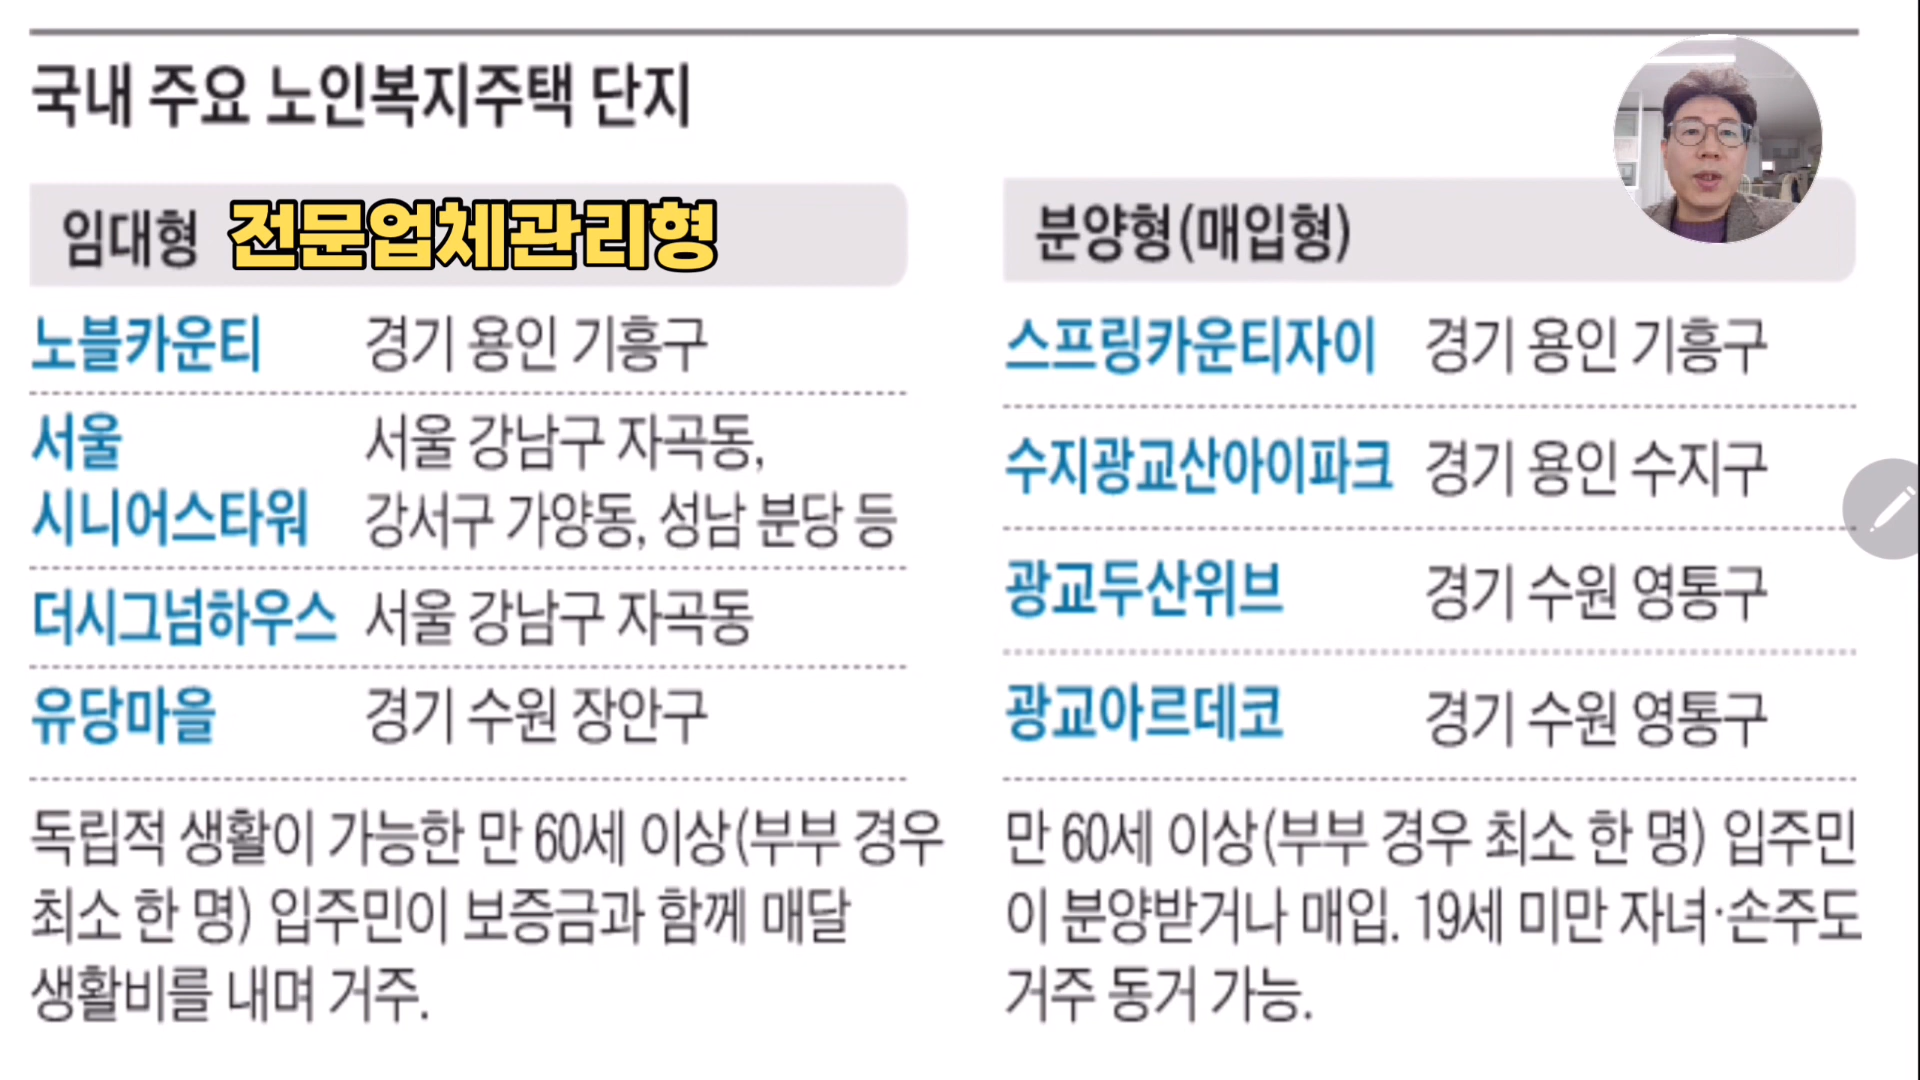 국내 주요 노인복지주택 단지
임대형 전문업체관리형
노블카운티 경기 용인 기흥구
서울 서울 강남구 자곡동,
시니어스타워 강서구 가양동, 성남 분당 등
더시그넘하우스 서울 강남구 자곡동
유당마을 경기 수원 장안구
독립적 생활이 가능한 만 60세 이상(부부 경우
최소 한 명) 입주민이 보증금과 함께 매달
생활비를 내며 거주.
분양형(매입형)
스프링카운티자이 경기 용인 기흥구
수지광교산아이파크 경기 용인 수지구
광교두산위브 경기 수원 영통구
광교아르데코 경기 수원 영통구
만 60세 이상(부부 경우 최소 한 명) 입주민
이 분양받거나 매입. 19세 미만 자녀·손주도
거주 동거 가능.